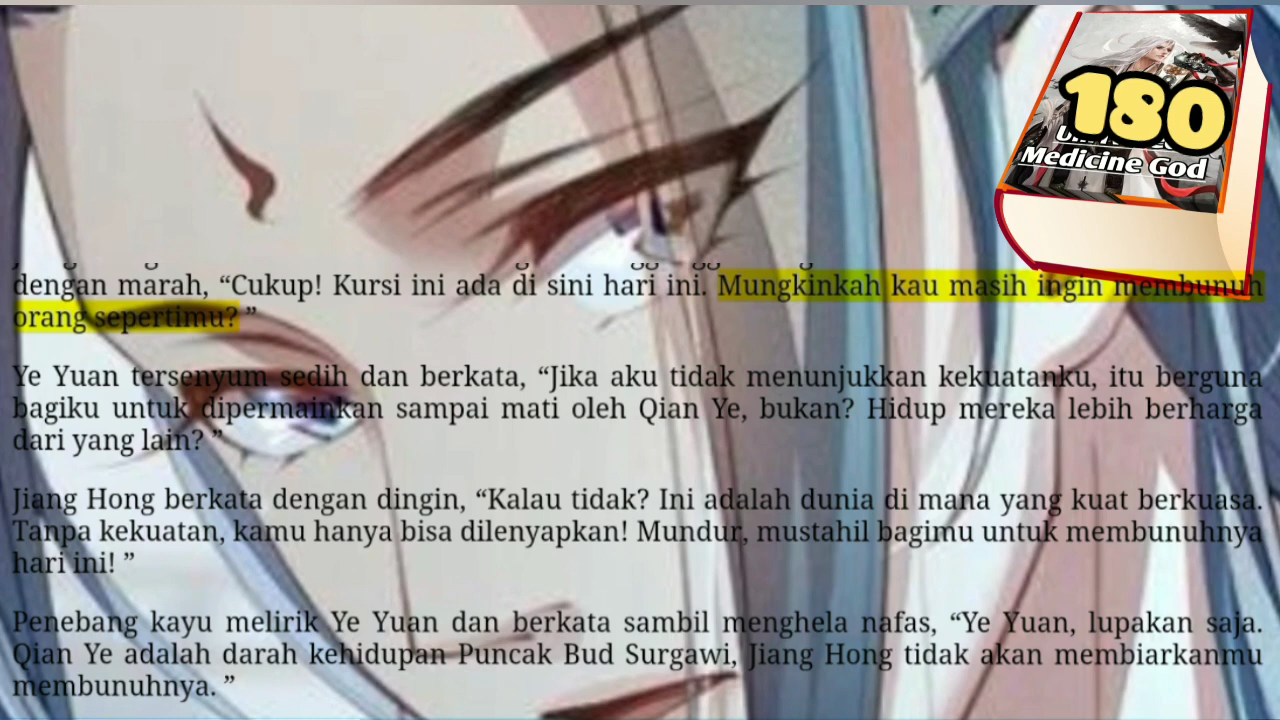 180
Medicine God
dengan marah, “Cukup! Kursi ini ada di sini hari ini. Mungkinkah kau masih ingin membunuh
orang sepertimu? ”
Ye Yuan tersenyum sedih dan berkata, “Jika aku tidak menunjukkan kekuatanku, itu berguna
bagiku untuk dipermainkan sampai mati oleh Qian Ye, bukan? Hidup mereka lebih berharga
dari yang lain? ”
Jiang Hong berkata dengan dingin, “Kalau tidak? Ini adalah dunia di mana yang kuat berkuasa.
Tanpa kekuatan, kamu hanya bisa dilenyapkan! Mundur, mustahil bagimu untuk membunuhnya
hari ini! ”
Penebang kayu melirik Ye Yuan dan berkata sambil menghela nafas, “Ye Yuan, lupakan saja.
Qian Ye adalah darah kehidupan Puncak Bud Surgawi, Jiang Hong tidak akan membiarkanmu
membunuhnya. ”